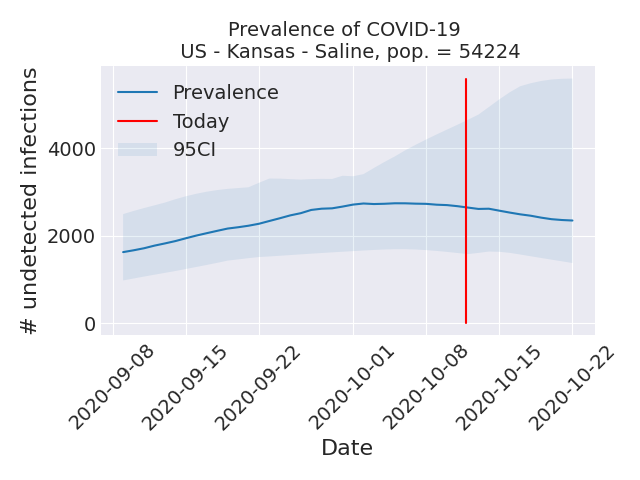 Prevalence of COVID-19
US - Kansas - Saline, pop. = 54224
# undetected infections
Prevalence
Today
95CI
4000
2000
0
2020-09-08
2020-09-15
2020-09-22
2020-10-01
2020-10-08
2020-10-15
2020-10-22
Date